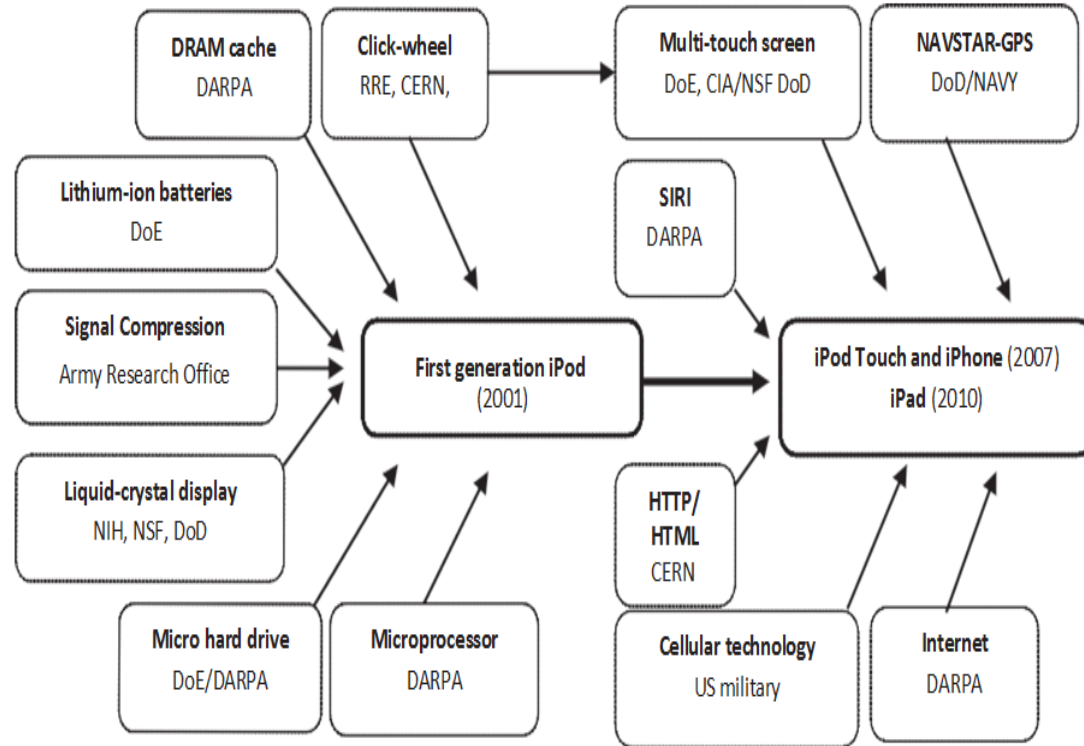 DRAM cache
DARPA
Click-wheel
RRE, CERN,
Multi-touch screen
DoE, CIA/NSF DoD
NAVSTAR-GPS
DoD/NAVY
Lithium-ion batteries
DoE
SIRI
DARPA
Signal Compression
Army Research Office
First generation iPod
(2001)
iPod Touch and iPhone (2007)
iPad (2010)
Liquid-crystal display
NIH, NSF, DoD
HTTP/
HTML
CERN
Micro hard drive
DoE/DARPA
Microprocessor
DARPA
Cellular technology
US military
Internet
DARPA